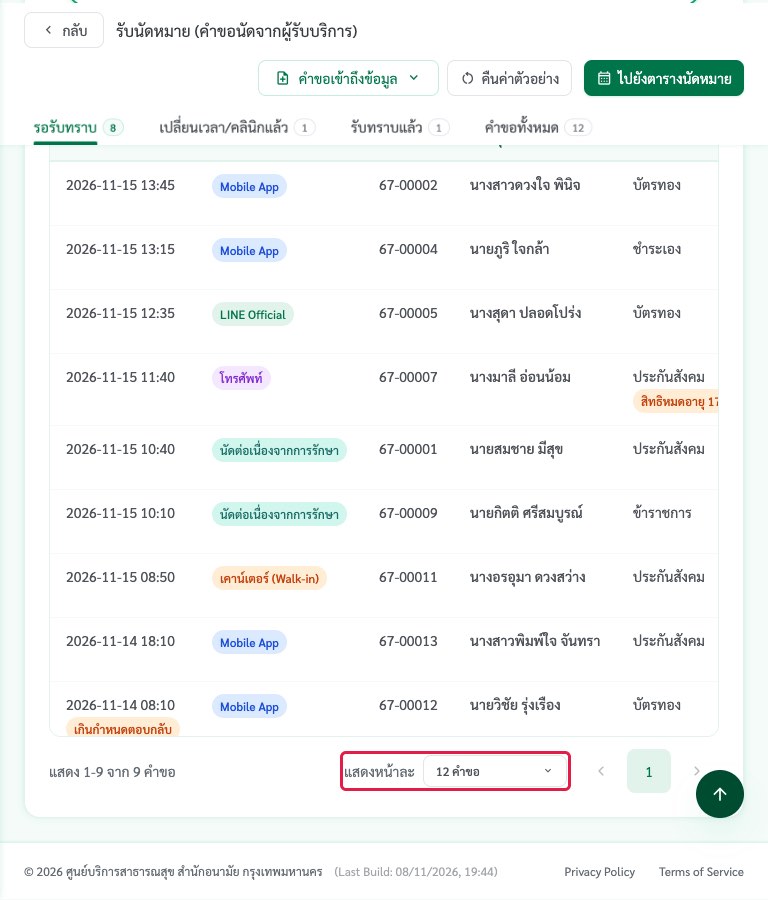 กลับ
รับนัดหมาย (คำขอนัดจากผู้รับบริการ)
คำขอเข้าถึงข้อมูล
คืนค่าตัวอย่าง
ไปยังตารางนัดหมาย
รอรับทราบ 8
เปลี่ยนเวลา/คลินิกแล้ว 1
รับทราบแล้ว 1
คำขอทั้งหมด 12
2026-11-15 13:45 Mobile App 67-00002 นางสาวดวงใจ พินิจ บัตรทอง
2026-11-15 13:15 Mobile App 67-00004 นายภูริ ใจกล้า ชำระเอง
2026-11-15 12:35 LINE Official 67-00005 นางสุดา ปลอดโปร่ง บัตรทอง
2026-11-15 11:40 โทรศัพท์ 67-00007 นางมาลี อ่อนน้อม ประกันสังคม
สิทธิหมดอายุ 17
2026-11-15 10:40 นัดต่อเนื่องจากการรักษา 67-00001 นายสมชาย มีสุข ประกันสังคม
2026-11-15 10:10 นัดต่อเนื่องจากการรักษา 67-00009 นายกิตติ ศรีสมบูรณ์ ข้าราชการ
2026-11-15 08:50 เคาน์เตอร์ (Walk-in) 67-00011 นางอรอุมา ดวงสว่าง ประกันสังคม
2026-11-14 18:10 Mobile App 67-00013 นางสาวพิมพ์ใจ จันทรา ประกันสังคม
2026-11-14 08:10 Mobile App 67-00012 นายวิชัย รุ่งเรือง บัตรทอง
เกินกำหนดตอบกลับ
แสดง 1-9 จาก 9 คำขอ
แสดงหน้าละ 12 คำขอ
1
© 2026 ศูนย์บริการสาธารณสุข สำนักอนามัย กรุงเทพมหานคร (Last Build: 08/11/2026, 19:44)
Privacy Policy
Terms of Service